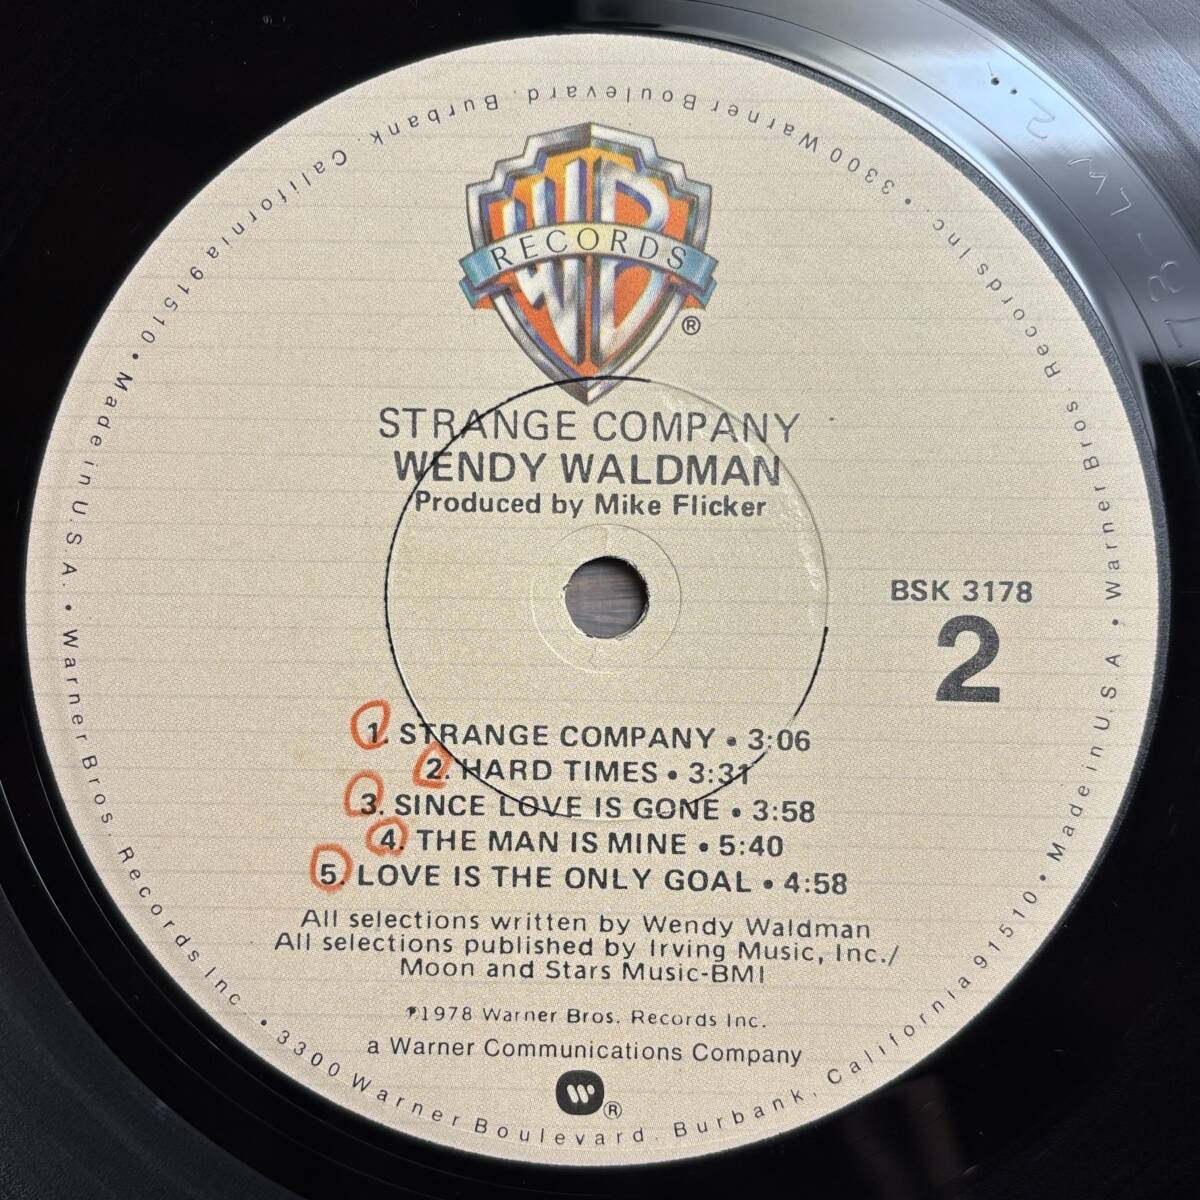 WB
RECORDS
®
STRANGE COMPANY
WENDY WALDMAN
Produced by Mike Flicker
BSK 3178
2
1. STRANGE COMPANY • 3:06
2. HARD TIMES • 3:31
3. SINCE LOVE IS GONE • 3:58
4. THE MAN IS MINE • 5:40
5. LOVE IS THE ONLY GOAL • 4:58
All selections written by Wendy Waldman
All selections published by Irving Music, Inc./
Moon and Stars Music-BMI
℗1978 Warner Bros. Records Inc.
a Warner Communications Company
®
Warner Bros. Records Inc. • 3300 Warner Boulevard. Burbank, California 91510 • Made in U.S.A. • Warner Bros. Records Inc. • 3300 Warner Boulevard. Burbank, California 91510 • Made in U.S.A. •